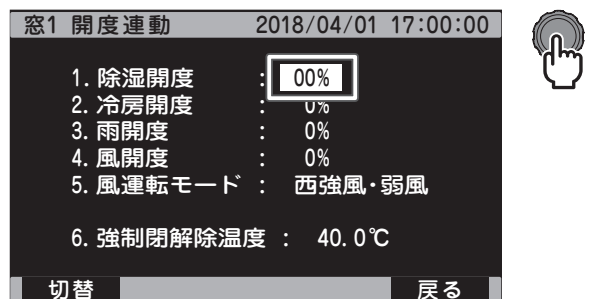 窓1 開度連動 2018/04/01 17:00:00
1. 除湿開度 : 00%
2. 冷房開度 : 0%
3. 雨開度 : 0%
4. 風開度 : 0%
5. 風運転モード : 西強風･弱風
6. 強制閉解除温度 : 40.0℃
切替 戻る